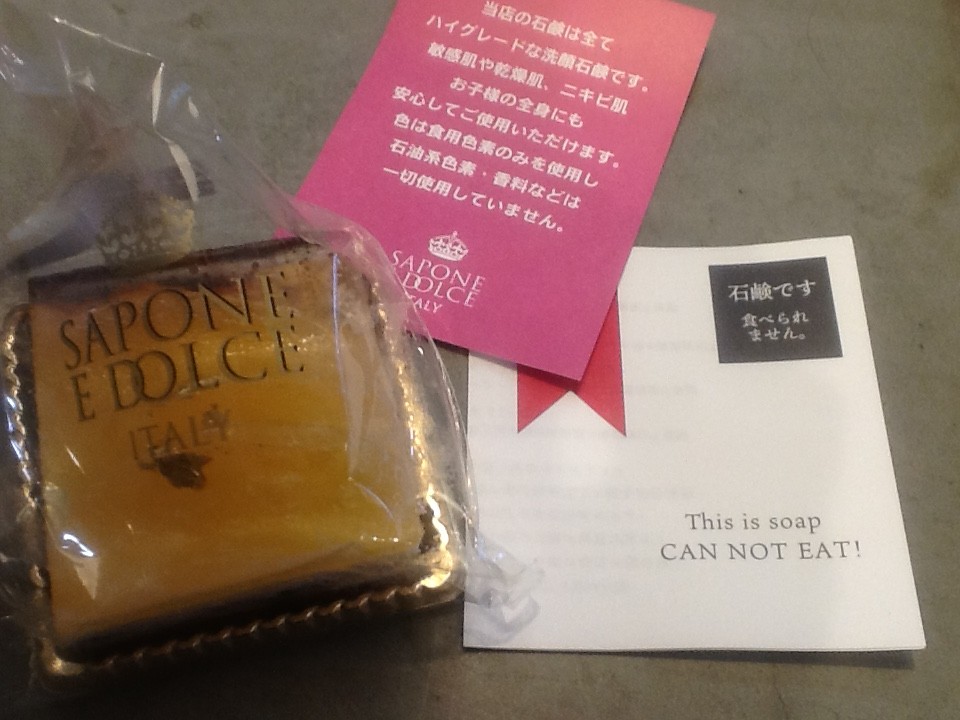 当店の石鹸は全て
ハイグレードな洗顔石鹸です。
敏感肌や乾燥肌、ニキビ肌
お子様の全身にも
安心してご使用いただけます。
色は食用色素のみを使用し
石油系色素・香料などは
一切使用していません。
SAPONE
E DOLCE
ITALY
SAPONE
E DOLCE
ITALY
石鹸です
食べられ
ません。
This is soap
CAN NOT EAT!